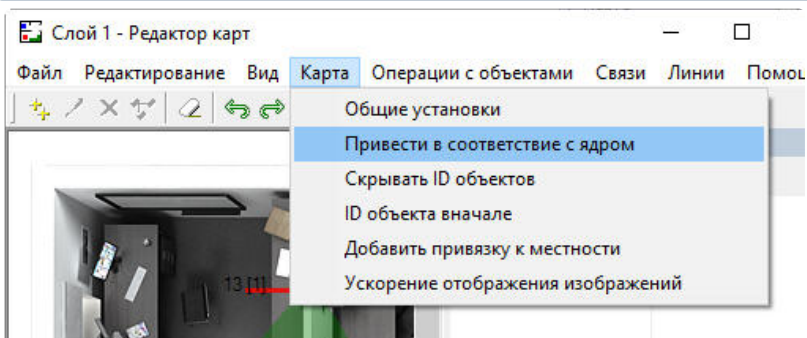 Слой 1 - Редактор карт
Файл Редактирование Вид Карта Операции с объектами Связи Линии
Общие установки
Привести в соответствие с ядром
Скрывать ID объектов
ID объекта вначале
Добавить привязку к местности
Ускорение отображения изображений
13 [1]